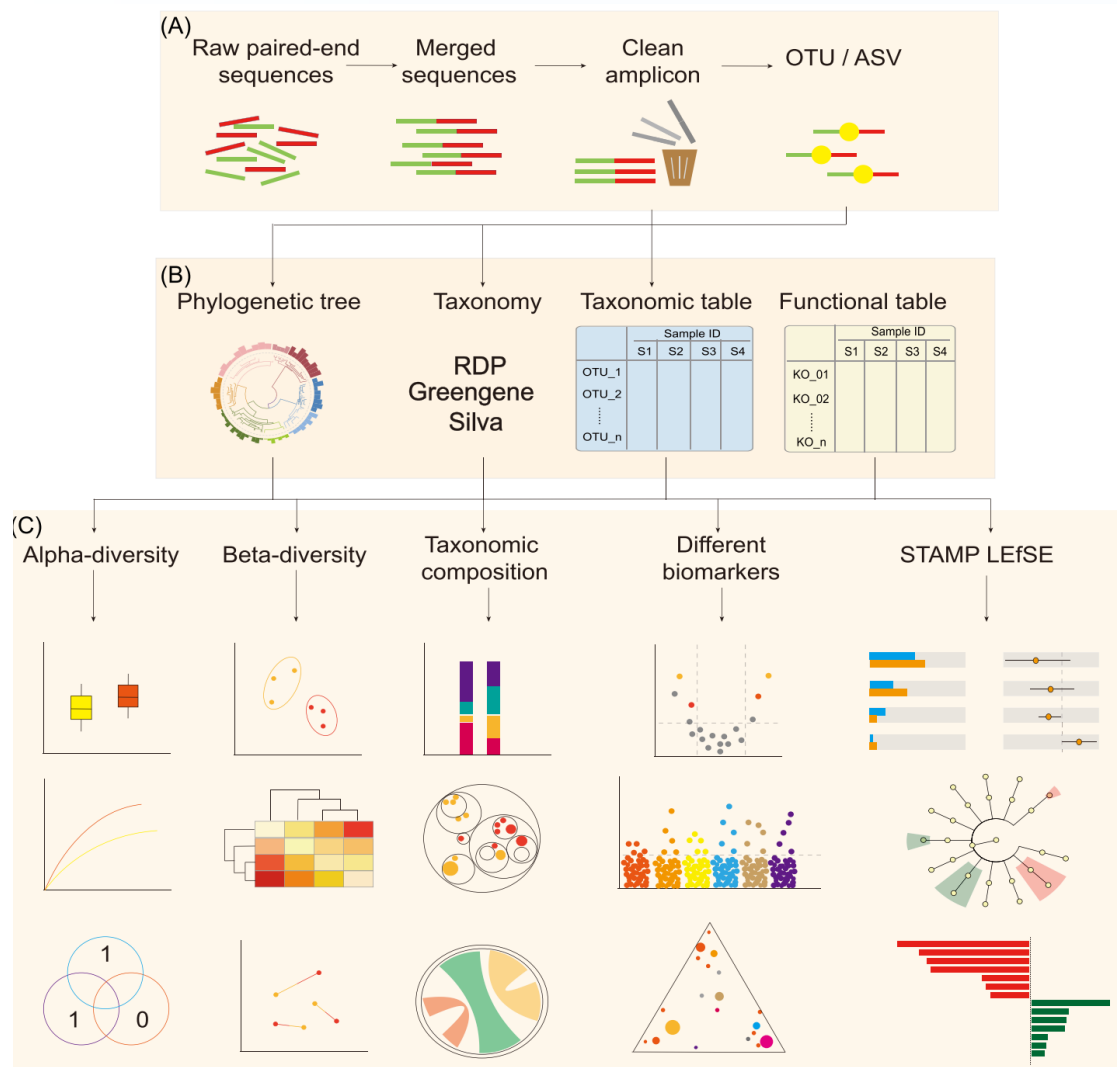 (A)
Raw paired-end
sequences
Merged
sequences
Clean
amplicon
OTU / ASV
(B)
Phylogenetic tree
Taxonomy
Taxonomic table
Functional table
RDP
Greengene
Silva
Sample ID
S1 S2 S3 S4
OTU_1
OTU_2
OTU_n
Sample ID
S1 S2 S3 S4
KO_01
KO_02
KO_n
(C)
Alpha-diversity
Beta-diversity
Taxonomic
composition
Different
biomarkers
STAMP LEfSE
1
1 0